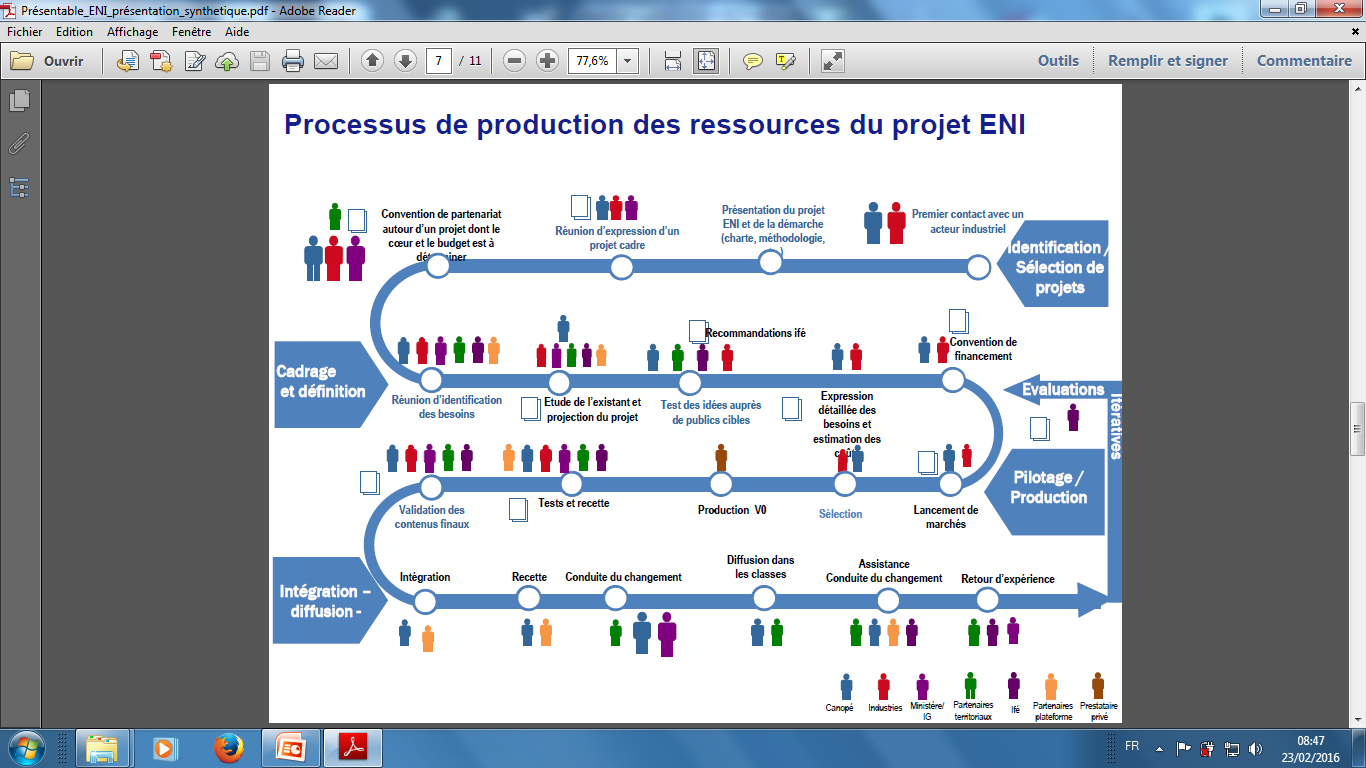 Présentable_ENI_présentation_synthetique.pdf - Adobe Reader
Fichier Edition Affichage Fenêtre Aide
Ouvrir 7 / 11 77,6% Outils Remplir et signer Commentaire
Processus de production des ressources du projet ENI
Convention de partenariat
autour d'un projet dont le
cœur et le budget est à
Réunion d'expression d'un
projet cadre
Présentation du projet
ENI et de la démarche
(charte, méthodologie,
Premier contact avec un
acteur industriel
Identification /
Sélection de
projets
Cadrage
et définition
Réunion d'identification
des besoins
Etude de l'existant et
projection du projet
Recommandations ifé
Test des idées auprès
de publics cibles
Expression
détaillée des
besoins et
estimation des
Convention de
financement
Evaluations
Itératives
Pilotage /
Production
Validation des
contenus finaux
Tests et recette
Production V0
Sélection
Lancement de
marchés
Intégration –
diffusion -
Intégration
Recette
Conduite du changement
Diffusion dans
les classes
Assistance
Conduite du changement
Retour d'expérience
Canopé
Industries
Ministère/
IG
Partenaires
territoriaux
Ifé
Partenaires
plateforme
Prestataire
privé
FR
08:47
23/02/2016